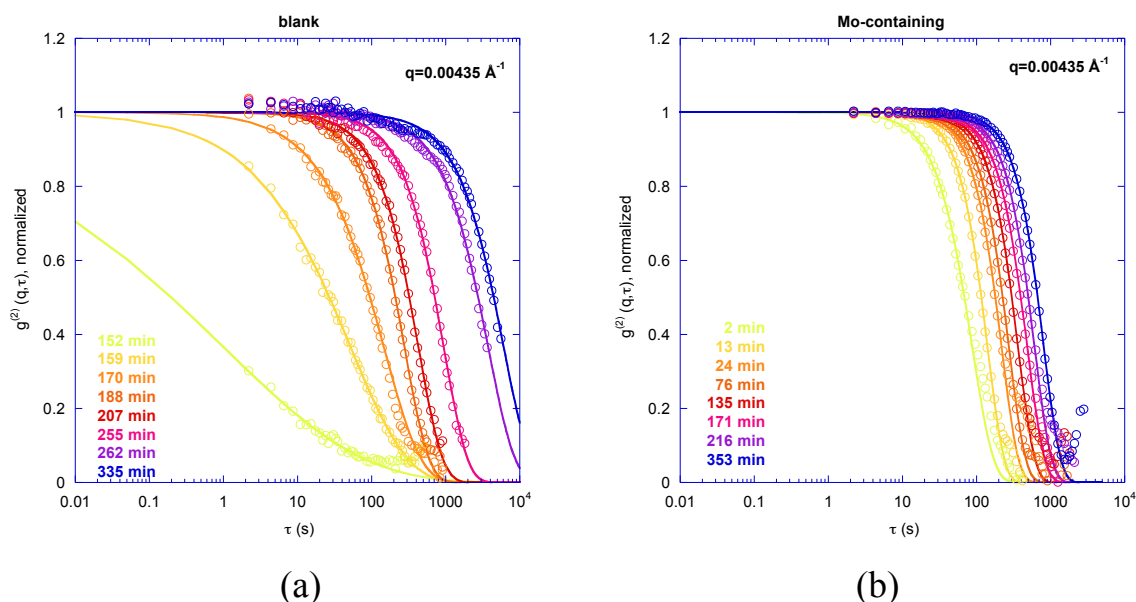 blank
q=0.00435 Å-1
g(2) (q,τ), normalized
1.2
1
0.8
0.6
0.4
0.2
0
152 min
159 min
170 min
188 min
207 min
255 min
262 min
335 min
0.01 0.1 1 10 100 1000 10⁴
τ (s)
(a)
Mo-containing
q=0.00435 Å-1
g(2) (q,τ), normalized
1.2
1
0.8
0.6
0.4
0.2
0
2 min
13 min
24 min
76 min
135 min
171 min
216 min
353 min
0.01 0.1 1 10 100 1000 10⁴
τ (s)
(b)